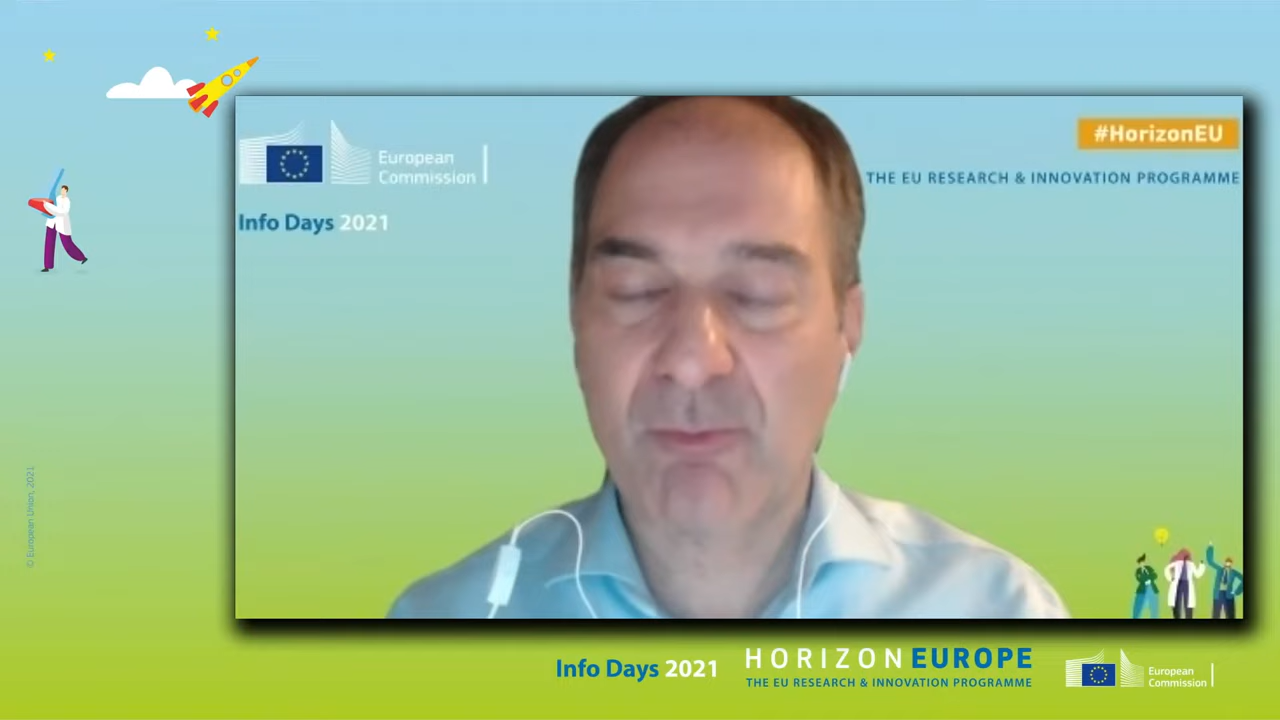 European
Commission
#HorizonEU
THE EU RESEARCH & INNOVATION PROGRAMME
Info Days 2021
© European Union, 2021
Info Days 2021
HORIZON EUROPE
THE EU RESEARCH & INNOVATION PROGRAMME
European
Commission